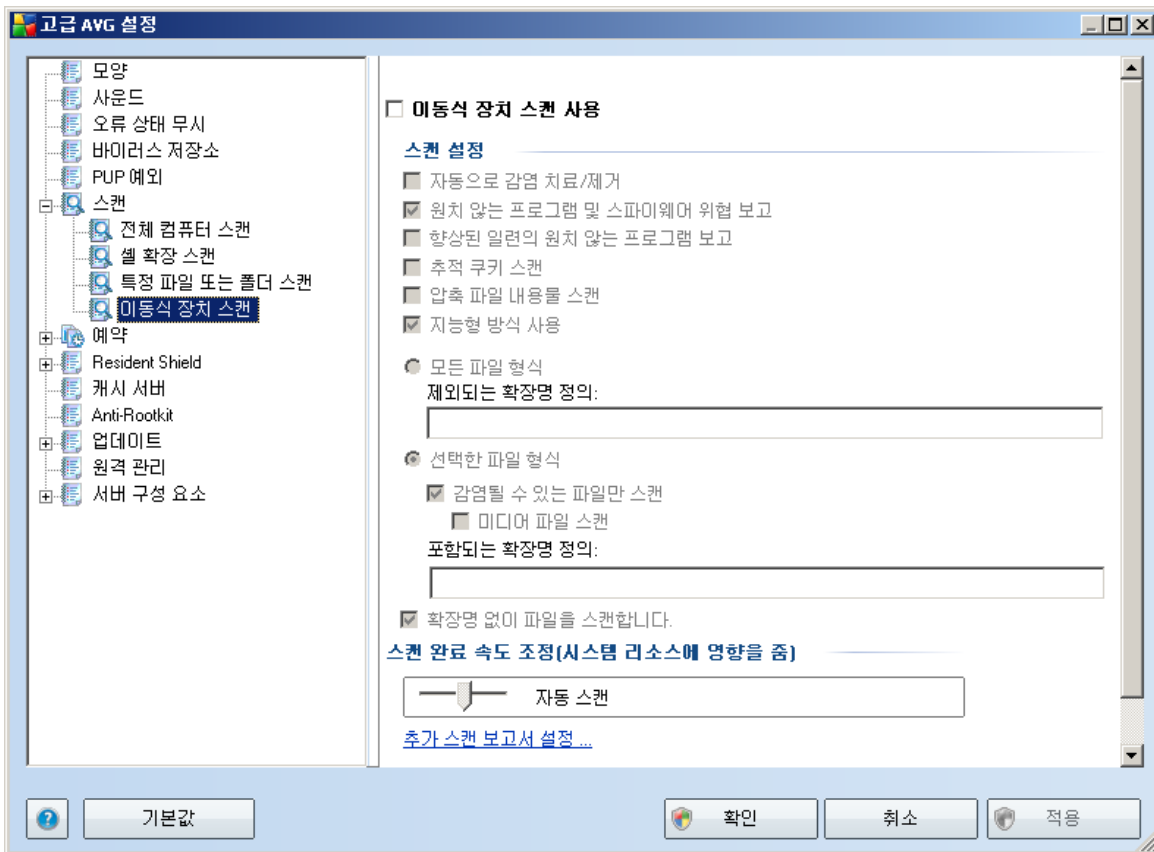 고급 AVG 설정
모양
사운드
오류 상태 무시
바이러스 저장소
PUP 예외
스캔
전체 컴퓨터 스캔
셸 확장 스캔
특정 파일 또는 폴더 스캔
이동식 장치 스캔
예약
Resident Shield
캐시 서버
Anti-Rootkit
업데이트
원격 관리
서버 구성 요소
이동식 장치 스캔 사용
스캔 설정
자동으로 감염 치료/제거
원치 않는 프로그램 및 스파이웨어 위협 보고
향상된 일련의 원치 않는 프로그램 보고
추적 쿠키 스캔
압축 파일 내용물 스캔
지능형 방식 사용
모든 파일 형식
제외되는 확장명 정의:
선택한 파일 형식
감염될 수 있는 파일만 스캔
미디어 파일 스캔
포함되는 확장명 정의:
확장명 없이 파일을 스캔합니다.
스캔 완료 속도 조정(시스템 리소스에 영향을 줌)
자동 스캔
추가 스캔 보고서 설정 ...
기본값
확인
취소
적용